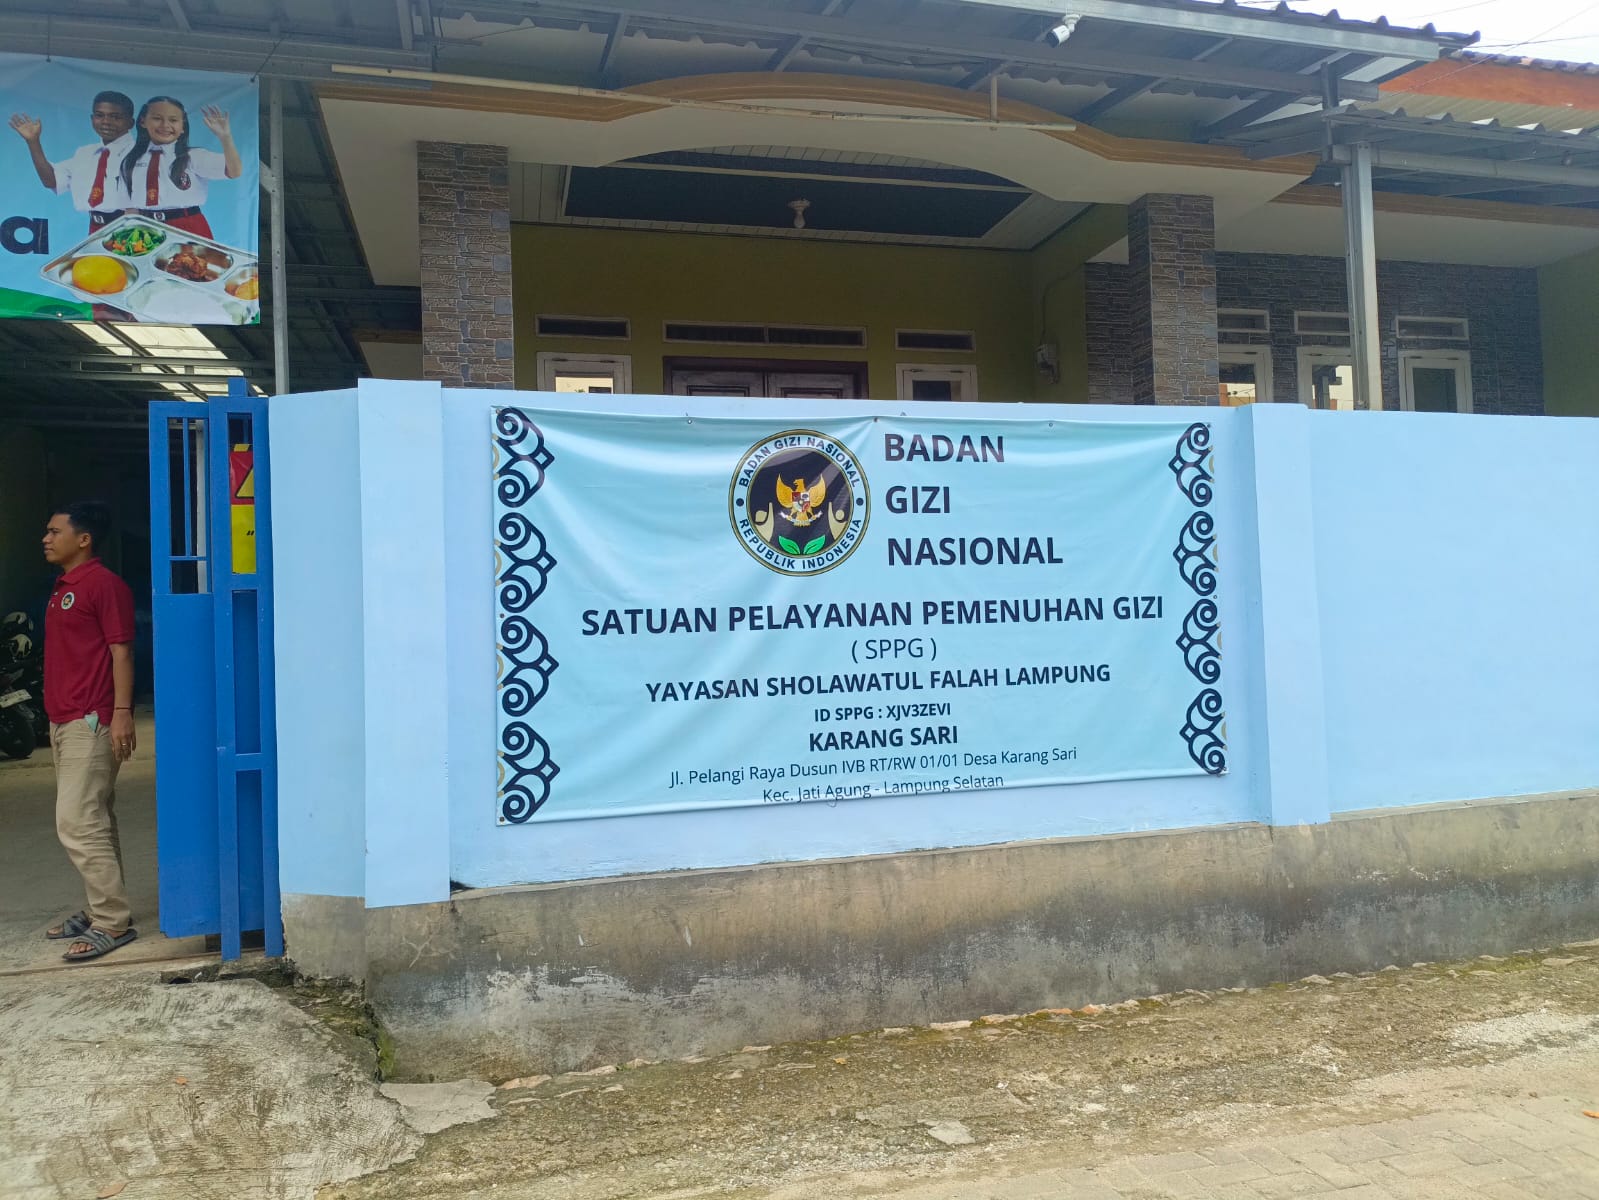 a
BADAN GIZI NASIONAL
REPUBLIK INDONESIA
BADAN
GIZI
NASIONAL
SATUAN PELAYANAN PEMENUHAN GIZI
( SPPG )
YAYASAN SHOLAWATUL FALAH LAMPUNG
ID SPPG : XJV3ZEVI
KARANG SARI
Jl. Pelangi Raya Dusun IVB RT/RW 01/01 Desa Karang Sari
Kec. Jati Agung - Lampung Selatan